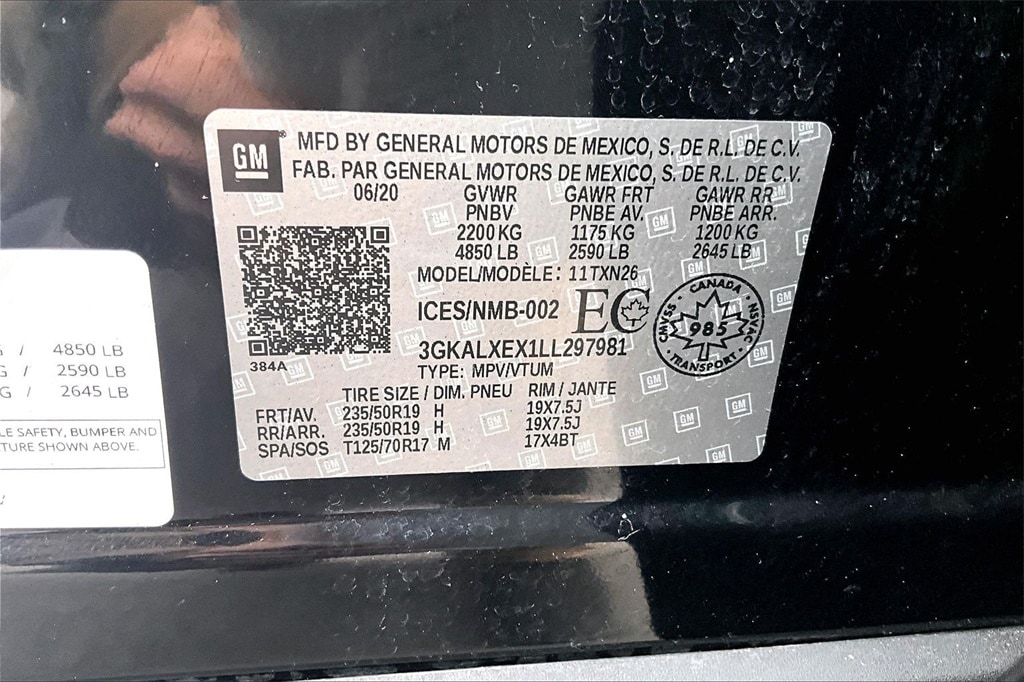 GM ® MFD BY GENERAL MOTORS DE MEXICO, S. DE R.L. DE C.V.
FAB. PAR GENERAL MOTORS DE MEXICO, S. DE R.L. DE C.V.
06/20 GVWR GAWR FRT GAWR RR
PNBV PNBE AV. PNBE ARR.
2200 KG 1175 KG 1200 KG
4850 LB 2590 LB 2645 LB
MODEL/MODÈLE: 11TXN26
ICES/NMB-002 EC
CANADA
CMVSS · NSVAC
985
TRANSPORT
3GKALXEX1LL297981
384A
TYPE: MPV/VTUM
TIRE SIZE / DIM. PNEU RIM / JANTE
FRT/AV. 235/50R19 H 19X7.5J
RR/ARR. 235/50R19 H 19X7.5J
SPA/SOS T125/70R17 M 17X4BT
G / 4850 LB
G / 2590 LB
G / 2645 LB
LE SAFETY, BUMPER AND
TURE SHOWN ABOVE.